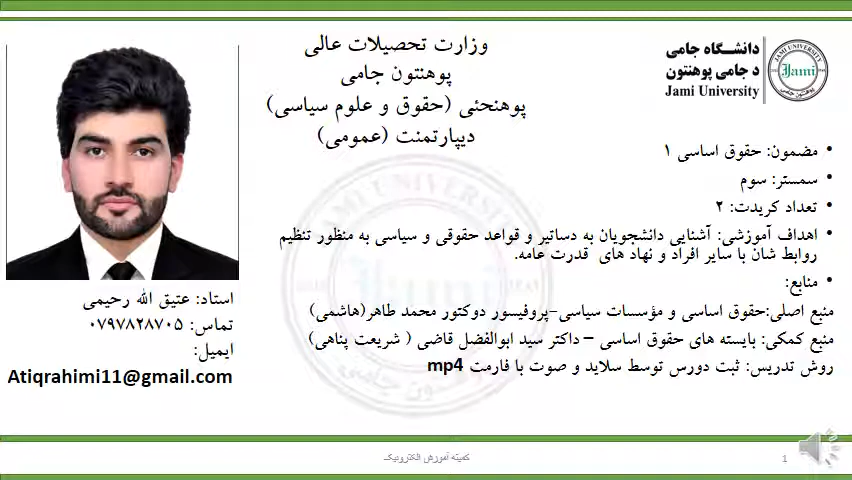 وزارت تحصیلات عالی
پوهنتون جامی
پوهنحئی (حقوق و علوم سیاسی)
دیپارتمنت (عمومی)
دانشگاه جامی
د جامی پوهنتون
Jami University
JAMI UNIVERSITY
Jami
پوهنتون جامی
• مضمون: حقوق اساسی ۱
• سمستر: سوم
• تعداد کریدت: ۲
• اهداف آموزشی: آشنایی دانشجویان به دساتیر و قواعد حقوقی و سیاسی به منظور تنظیم
روابط شان با سایر افراد و نهاد های قدرت عامه.
• منابع:
منبع اصلی:حقوق اساسی و مؤسسات سیاسی-پروفیسور دوکتور محمد طاهر(هاشمی)
منبع کمکی: بایسته های حقوق اساسی – داکتر سید ابوالفضل قاضی ( شریعت پناهی)
روش تدریس: ثبت دورس توسط سلاید و صوت با فارمت mp4
استاد: عتیق الله رحیمی
تماس: ۰۷۹۷۸۲۸۷۰۵
ایمیل:
Atiqrahimi11@gmail.com
کمیته آموزش الکترونیک
1